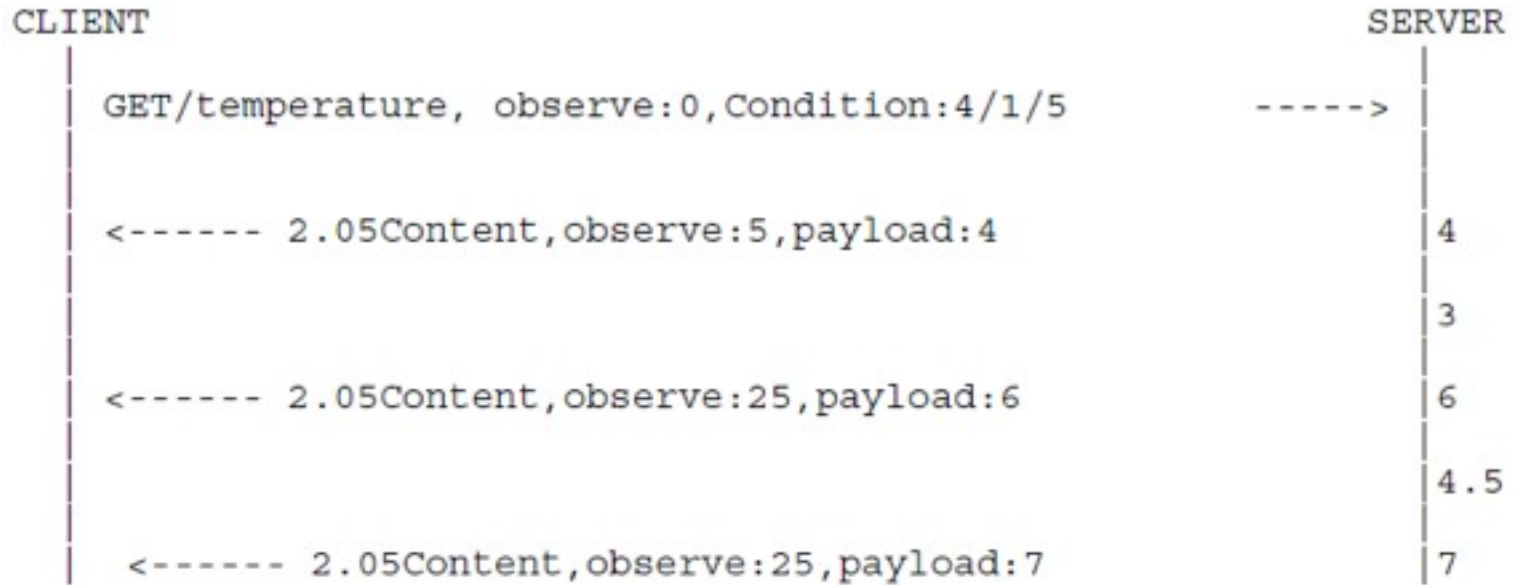 CLIENT SERVER
GET/temperature, observe:0,Condition:4/1/5 ----->
<------ 2.05Content,observe:5,payload:4 4
3
<------ 2.05Content,observe:25,payload:6 6
4.5
<------ 2.05Content,observe:25,payload:7 7